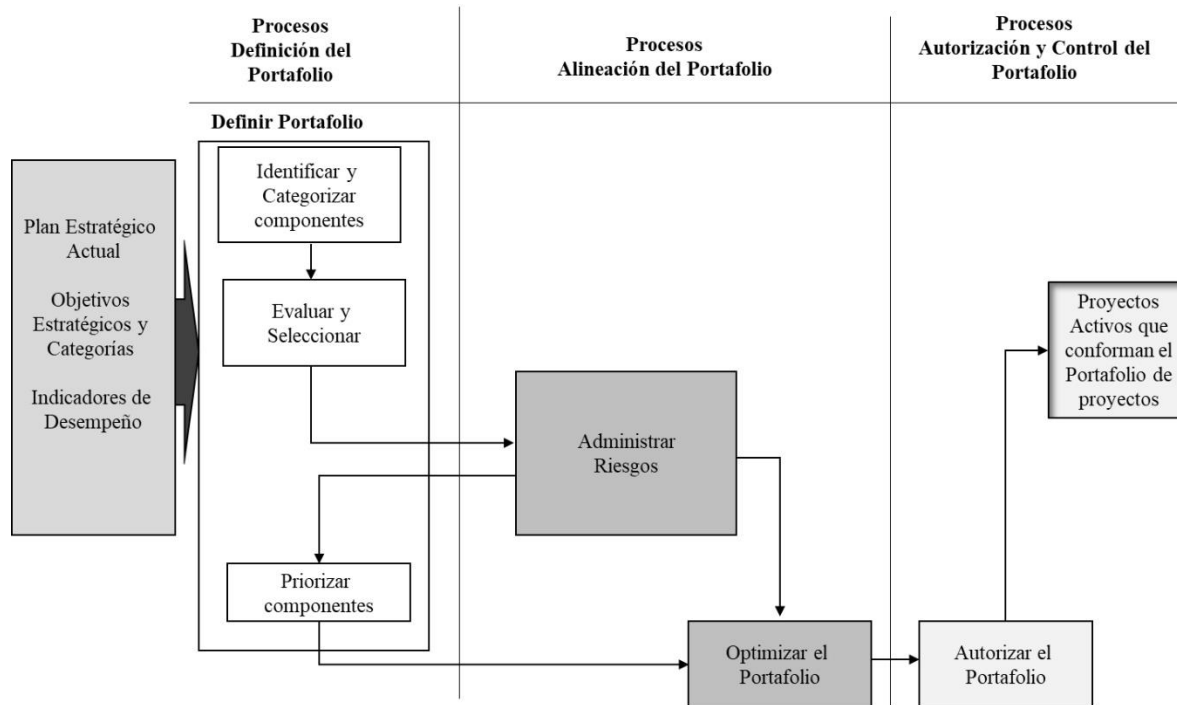 Procesos
Definición del
Portafolio
Procesos
Alineación del Portafolio
Procesos
Autorización y Control del
Portafolio
Definir Portafolio
Plan Estratégico
Actual
Objetivos
Estratégicos y
Categorías
Indicadores de
Desempeño
Identificar y
Categorizar
componentes
Evaluar y
Seleccionar
Administrar
Riesgos
Priorizar
componentes
Optimizar el
Portafolio
Autorizar el
Portafolio
Proyectos
Activos que
conforman el
Portafolio de
proyectos